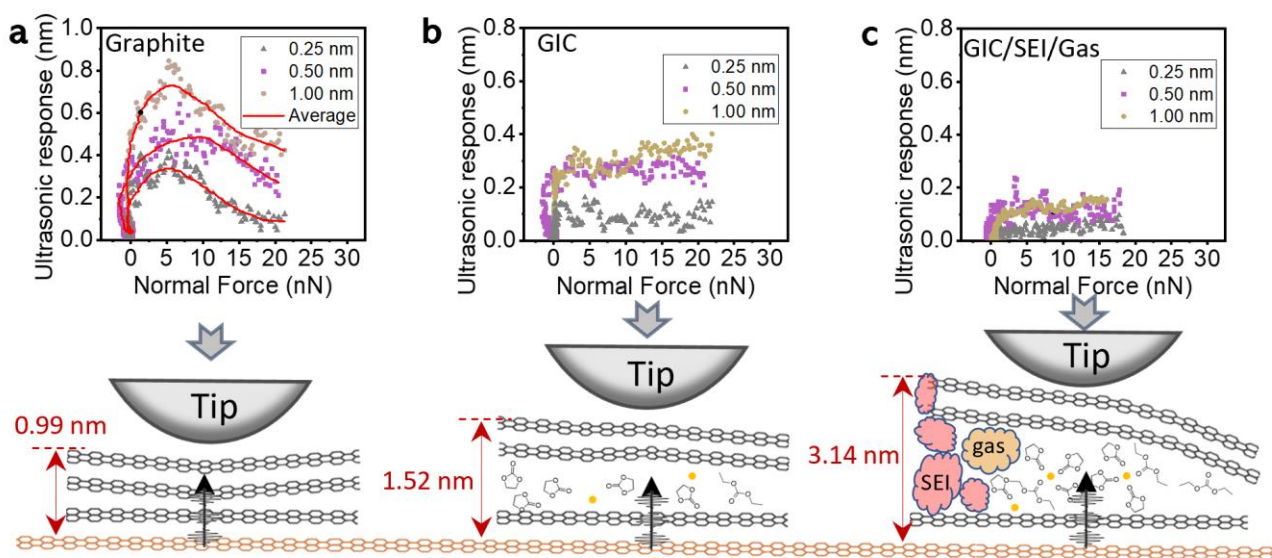 a
Graphite
0.25 nm
0.50 nm
1.00 nm
Average
Ultrasonic response (nm)
1.0
0.8
0.6
0.4
0.2
0.0
0 5 10 15 20 25 30
Normal Force (nN)
b
GIC
0.25 nm
0.50 nm
1.00 nm
Ultrasonic response (nm)
0.8
0.6
0.4
0.2
0.0
0 5 10 15 20 25 30
Normal Force (nN)
c
GIC/SEI/Gas
0.25 nm
0.50 nm
1.00 nm
Ultrasonic response (nm)
0.8
0.6
0.4
0.2
0.0
0 5 10 15 20 25 30
Normal Force (nN)
Tip
0.99 nm
Tip
1.52 nm
Tip
3.14 nm
gas
SEI